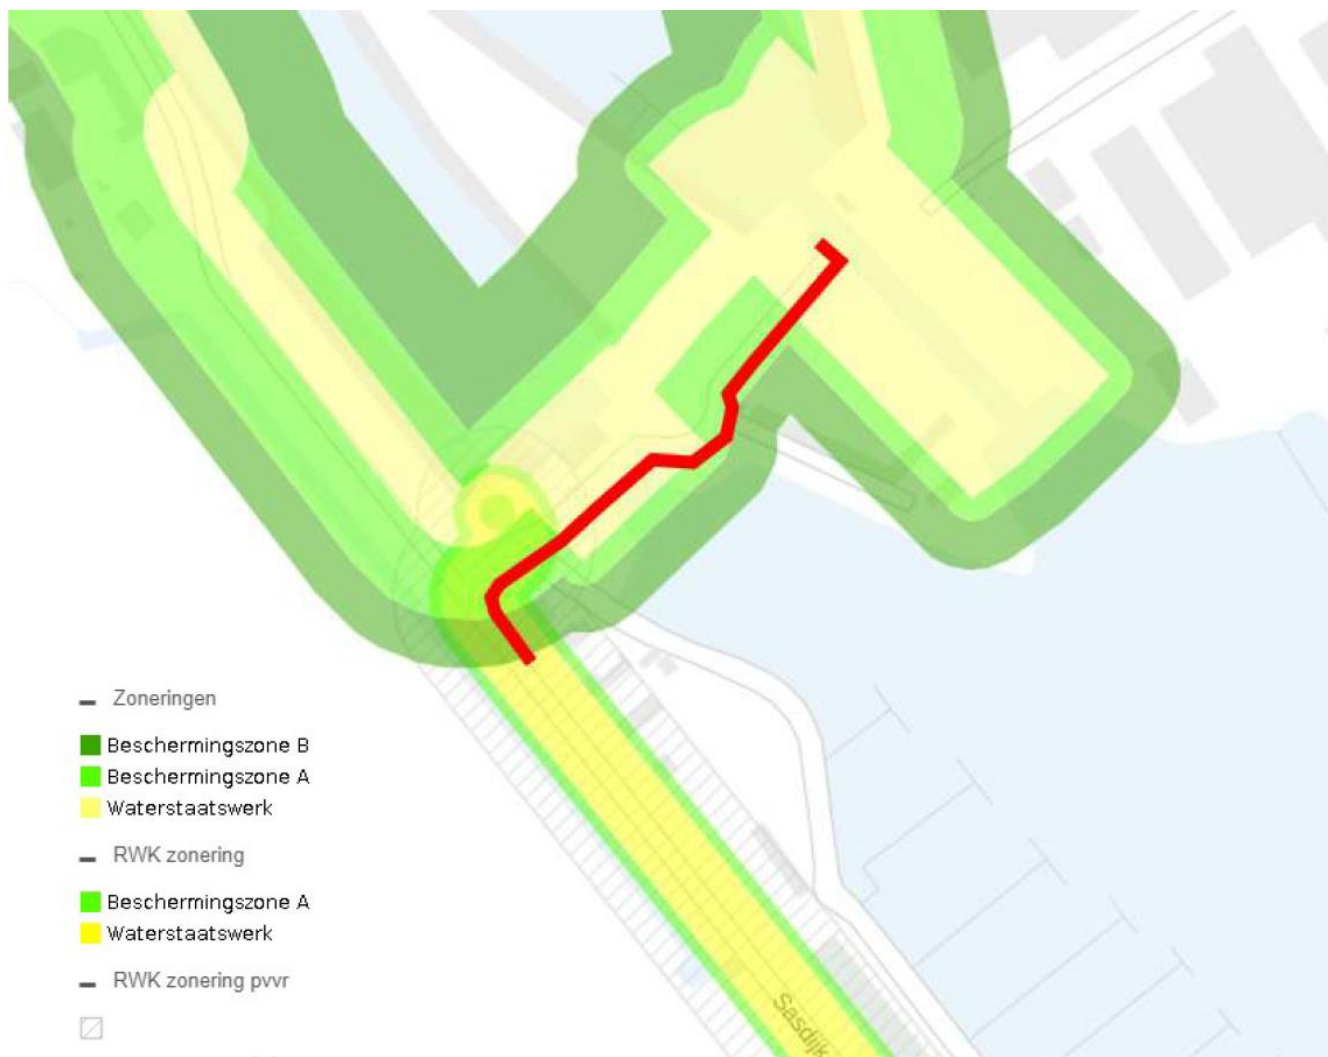 Zoneringen
Beschermingszone B
Beschermingszone A
Waterstaatswerk
RWK zonering
Beschermingszone A
Waterstaatswerk
RWK zonering pvvr
Sasdijk